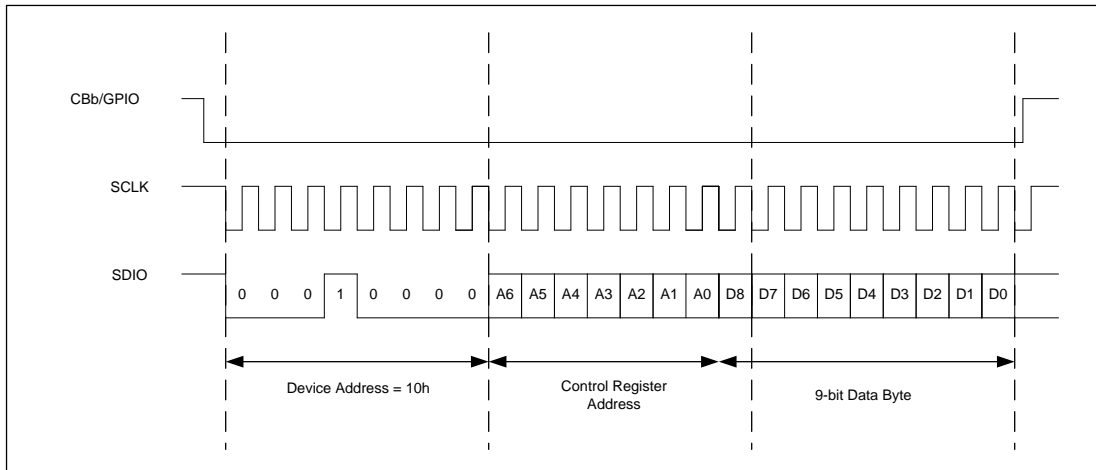 CBb/GPIO
SCLK
SDIO
0 0 0 1 0 0 0 0 A6 A5 A4 A3 A2 A1 A0 D8 D7 D6 D5 D4 D3 D2 D1 D0
Device Address = 10h
Control Register
Address
9-bit Data Byte